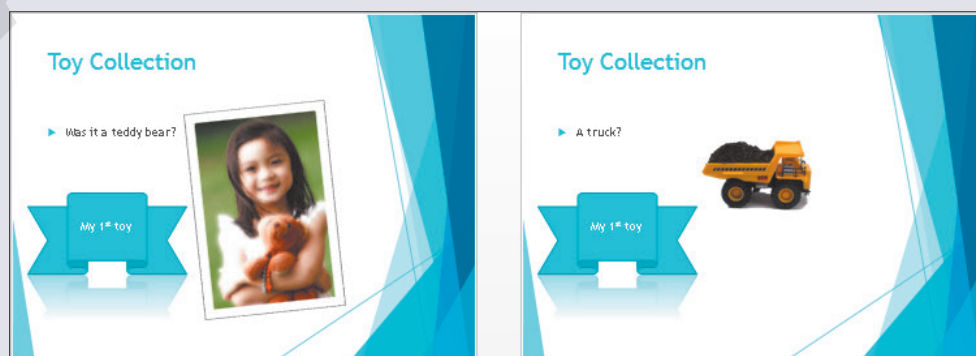 Toy Collection
Was it a teddy bear?
My 1st toy
Toy Collection
A truck?
My 1st toy